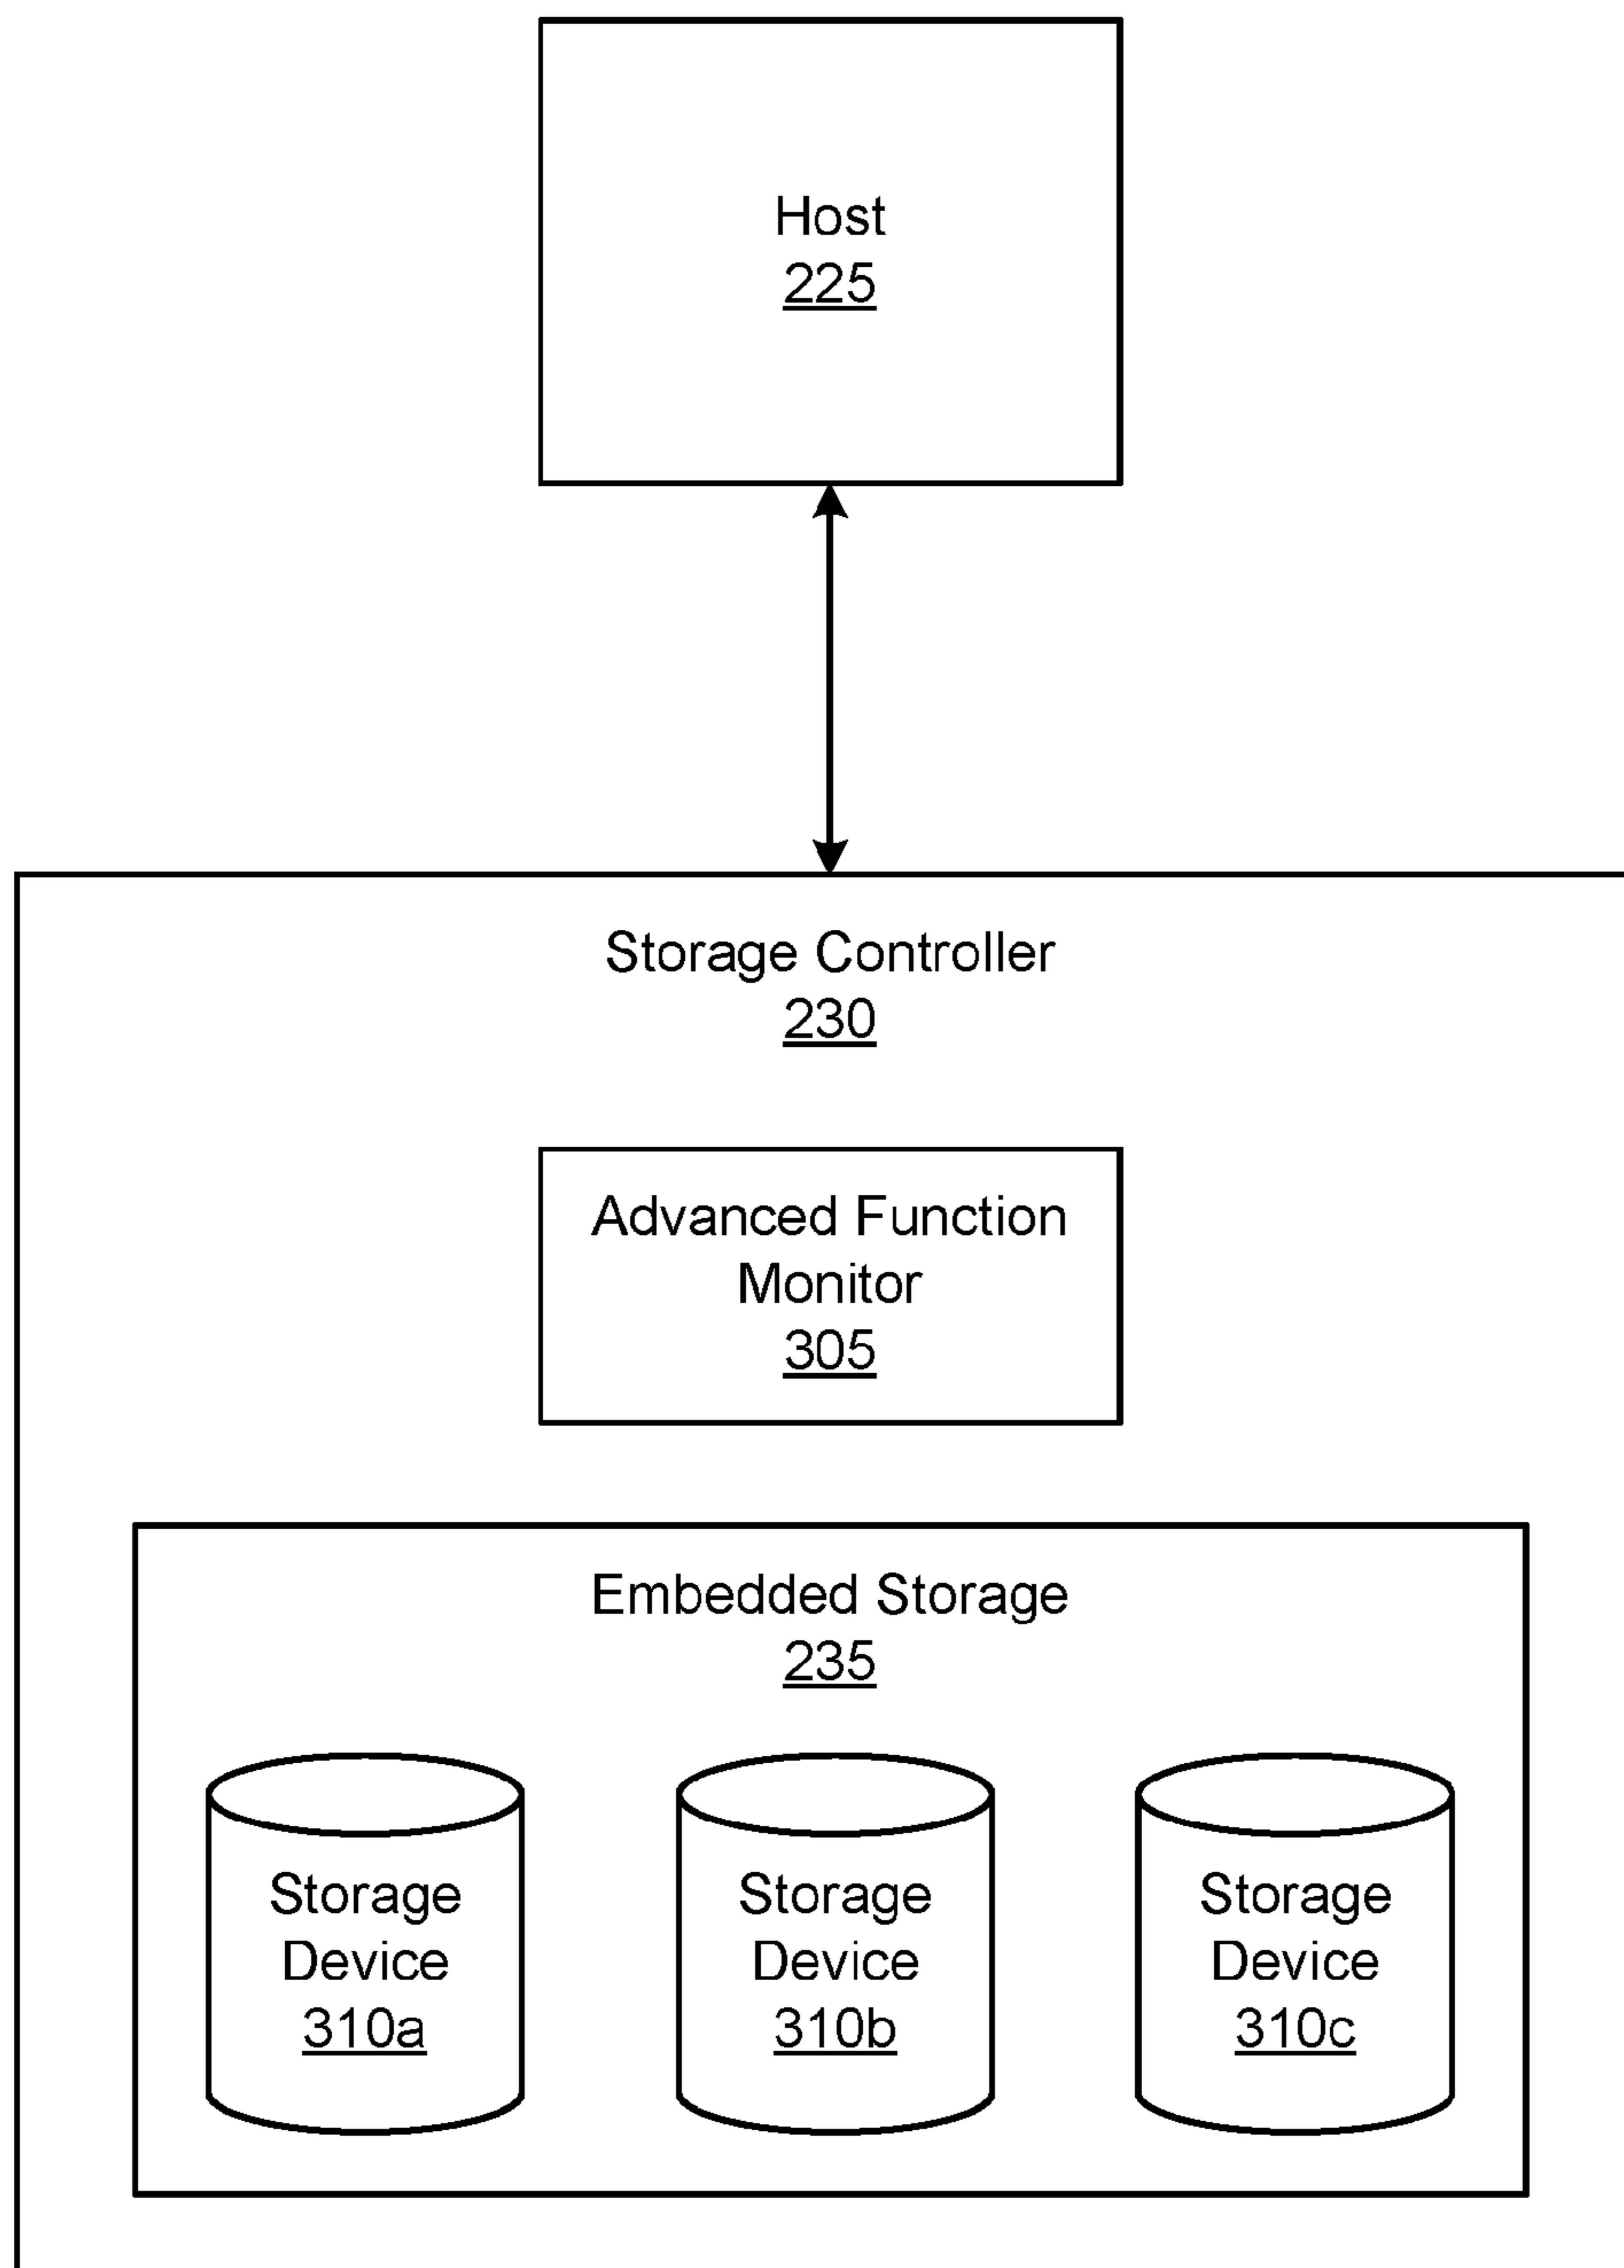 Host
225
Storage Controller
230
Advanced Function
Monitor
305
Embedded Storage
235
Storage
Device
310a
Storage
Device
310b
Storage
Device
310c